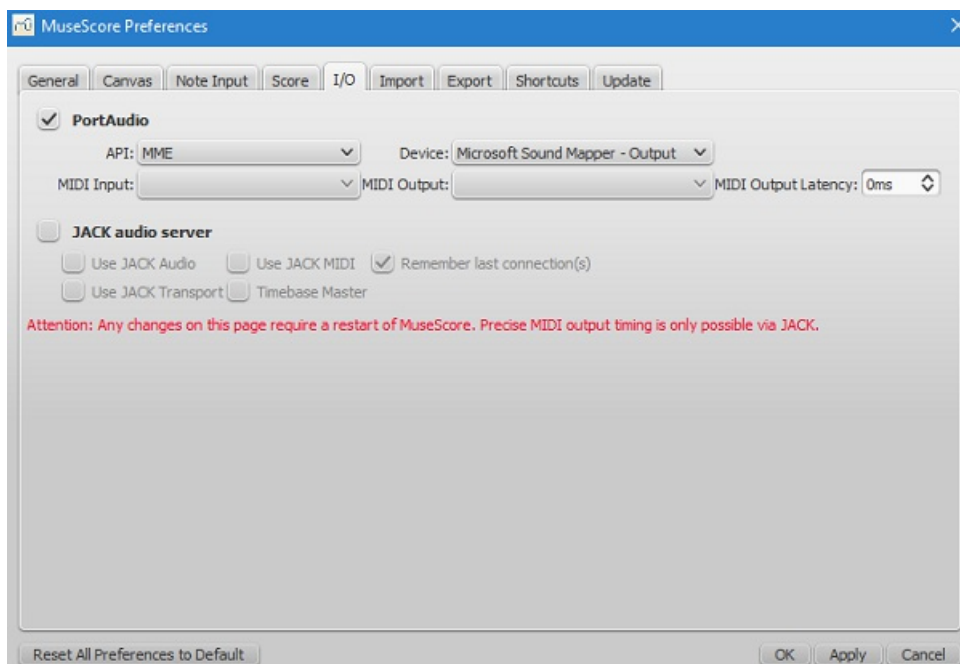 MuseScore Preferences
General Canvas Note Input Score I/O Import Export Shortcuts Update
PortAudio
API: MME Device: Microsoft Sound Mapper - Output
MIDI Input: MIDI Output: MIDI Output Latency: 0ms
JACK audio server
Use JACK Audio Use JACK MIDI Remember last connection(s)
Use JACK Transport Timebase Master
Attention: Any changes on this page require a restart of MuseScore. Precise MIDI output timing is only possible via JACK.
Reset All Preferences to Default OK Apply Cancel